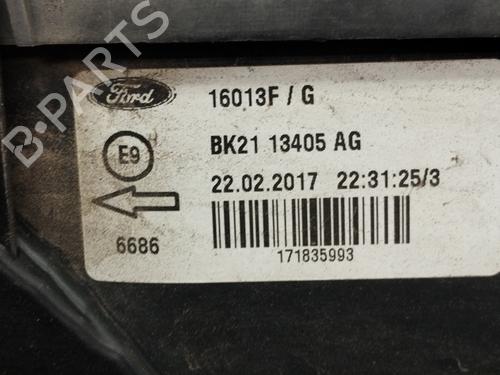 B-PARTS
Ford
16013F / G
E9
BK21 13405 AG
22.02.2017 22:31:25/3
6686
171835993